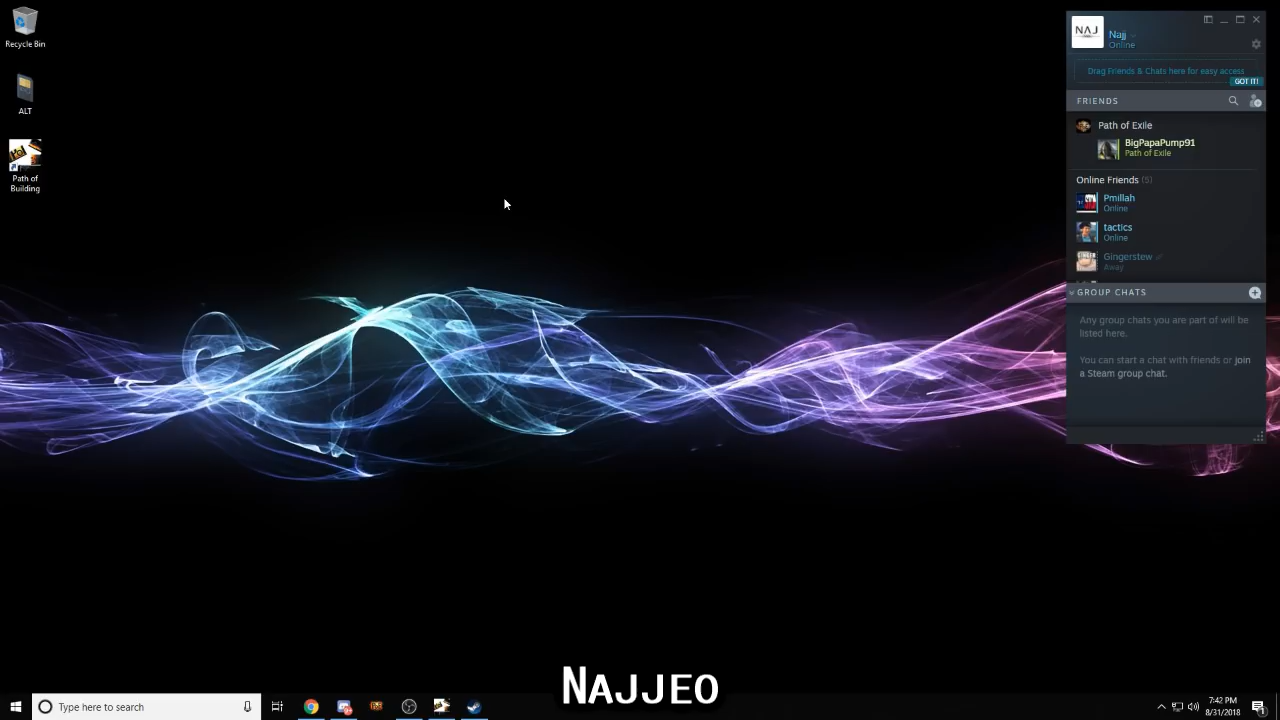 Recycle Bin
ALT
Path of
Building
NAJ
Najj
Online
Drag Friends & Chats here for easy access
GOT IT!
FRIENDS
Path of Exile
BigPapaPump91
Path of Exile
Online Friends (5)
Pmillah
Online
tactics
Online
Gingerstew
Away
GROUP CHATS
Any group chats you are part of will be
listed here.
You can start a chat with friends or join
a Steam group chat.
NAJJEO
Type here to search
7:42 PM
8/31/2018